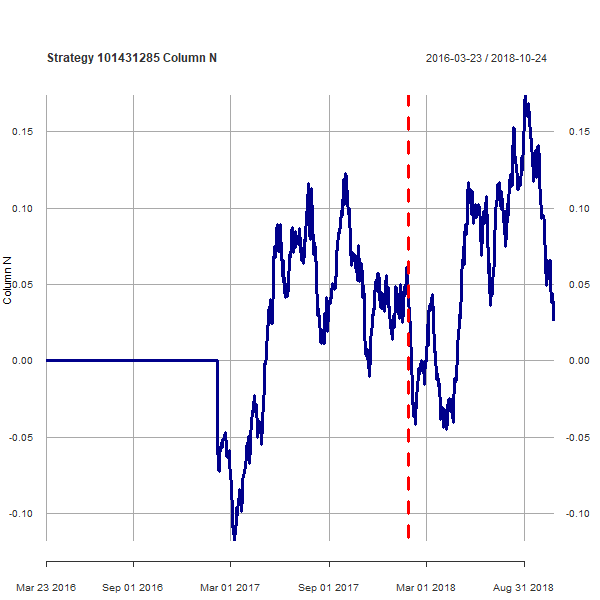 Strategy 101431285 Column N
2016-03-23 / 2018-10-24
0.15
0.15
0.10
0.10
Column N
0.05
0.05
0.00
0.00
-0.05
-0.05
-0.10
-0.10
Mar 23 2016
Sep 01 2016
Mar 01 2017
Sep 01 2017
Mar 01 2018
Aug 31 2018